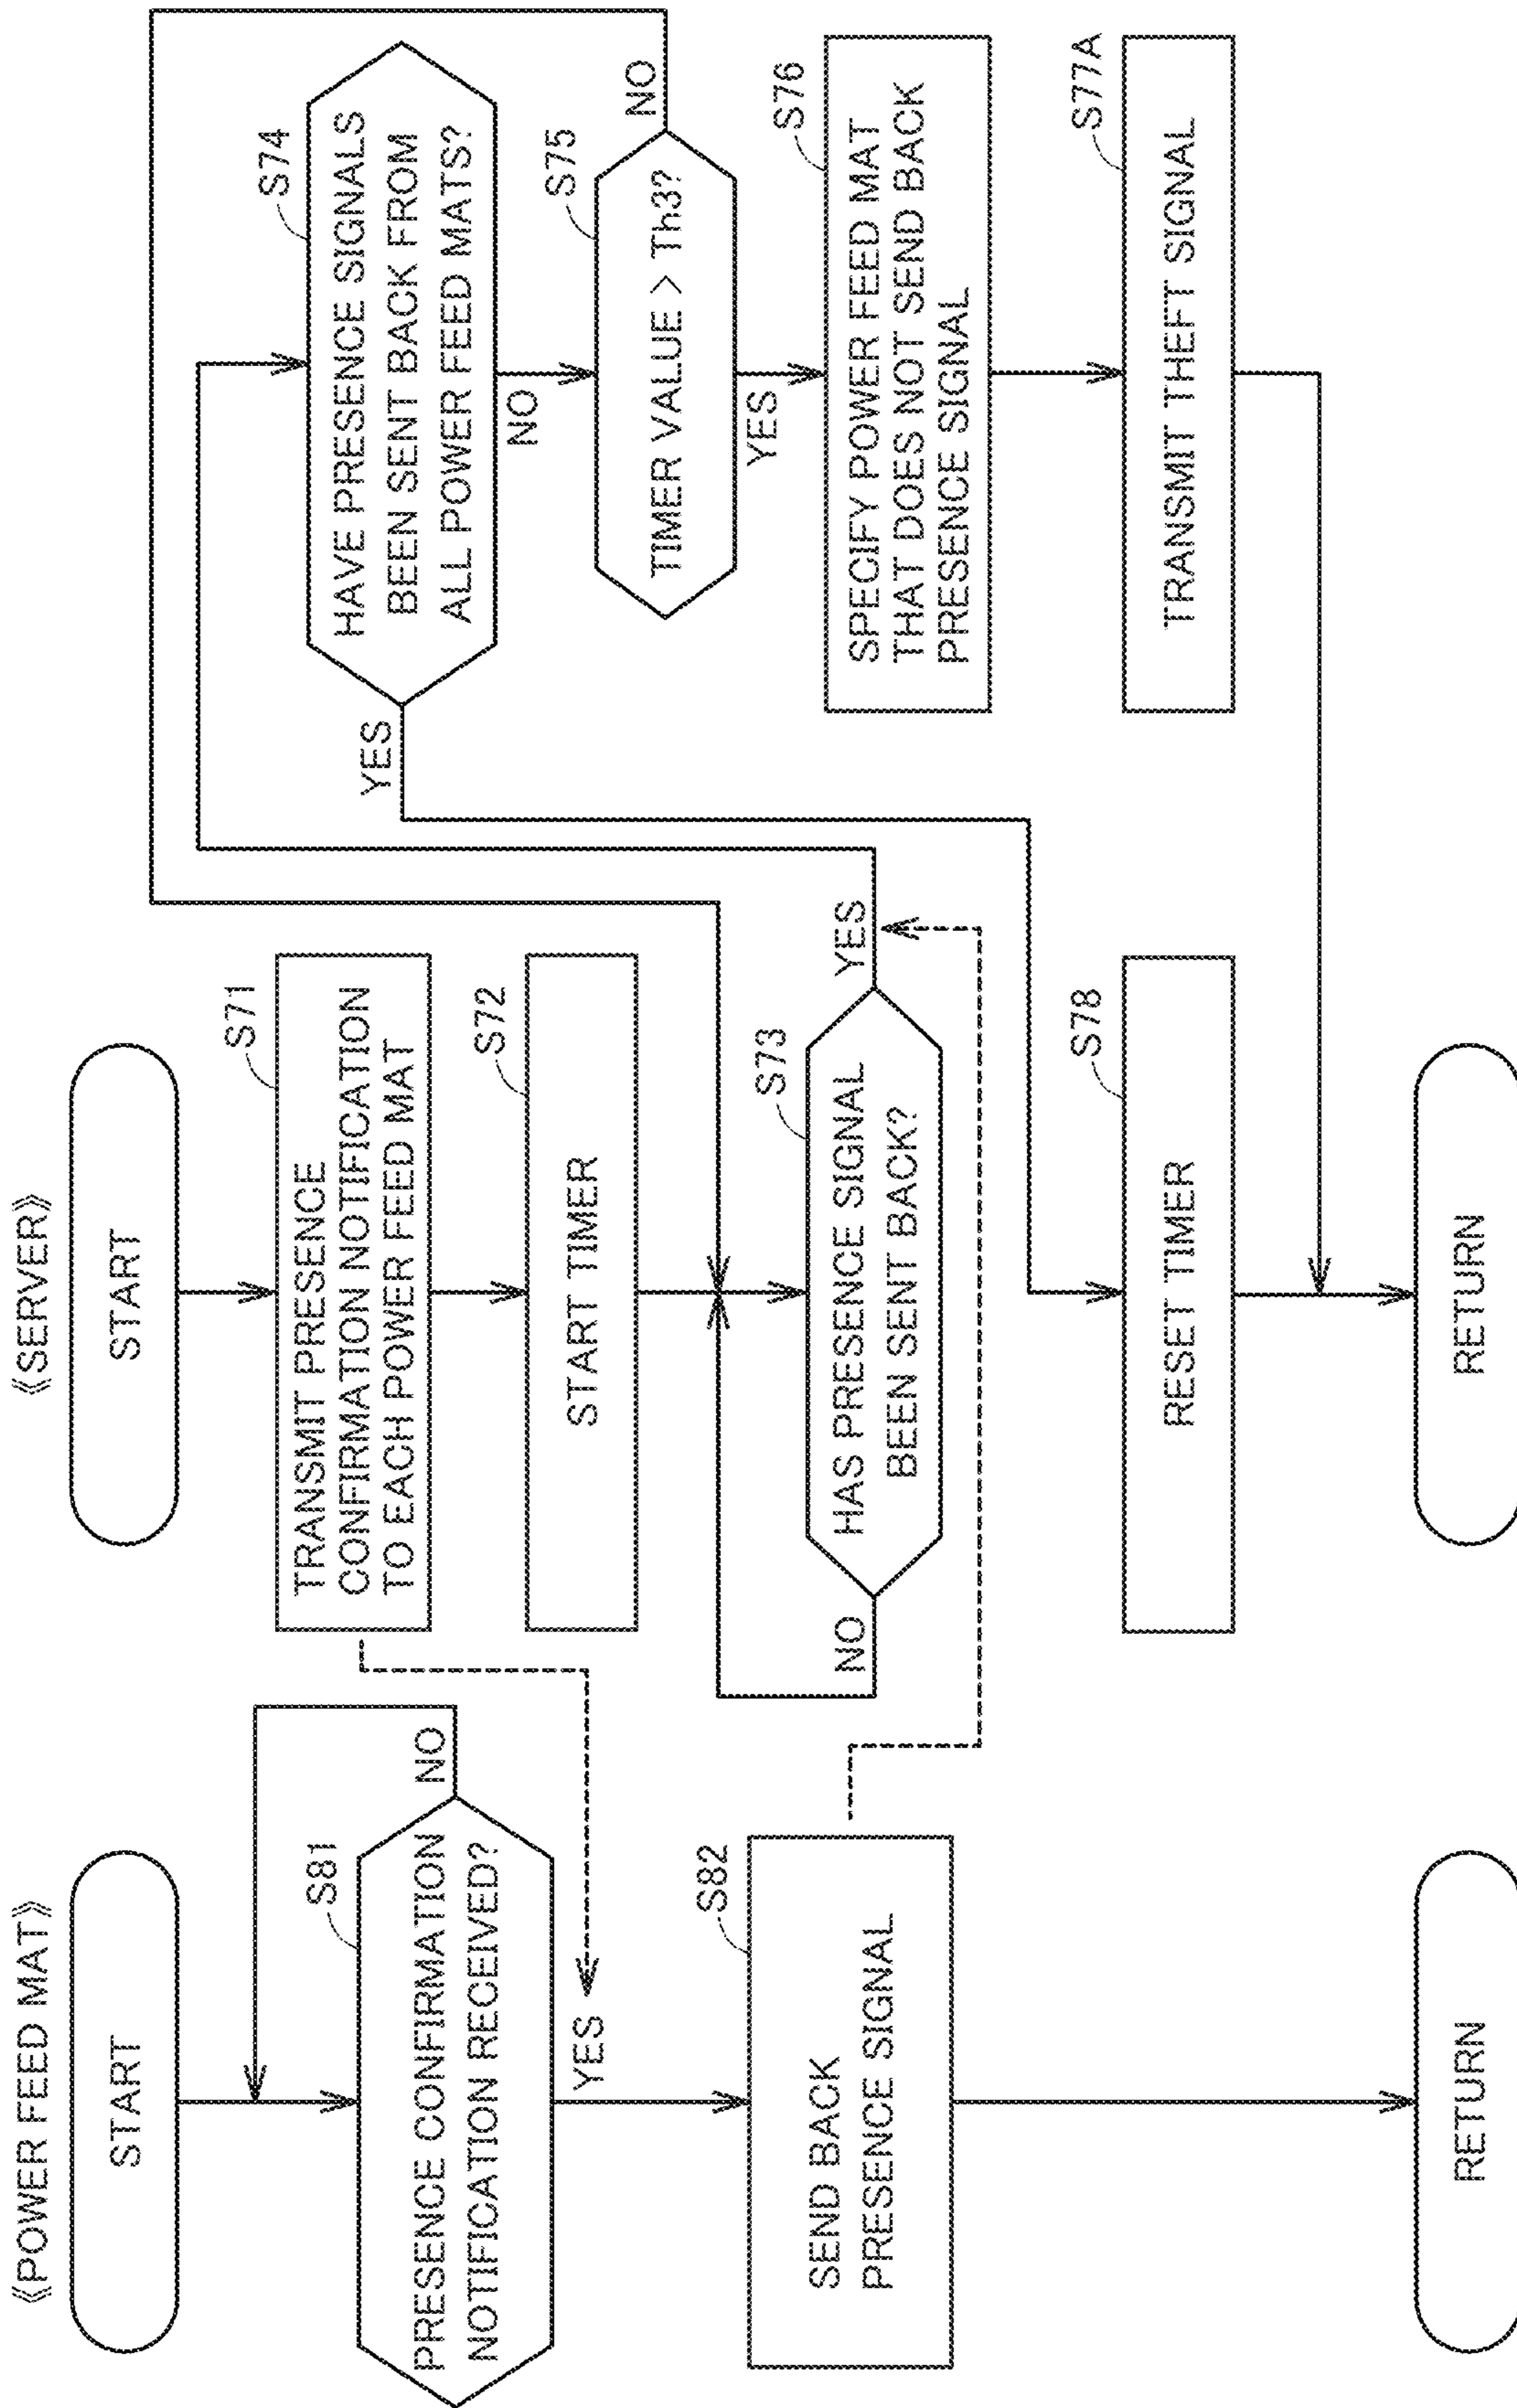 《POWER FEED MAT》
START
S81
PRESENCE CONFIRMATION
NOTIFICATION RECEIVED?
NO
YES
S82
SEND BACK
PRESENCE SIGNAL
RETURN
《SERVER》
START
S71
TRANSMIT PRESENCE
CONFIRMATION NOTIFICATION
TO EACH POWER FEED MAT
S72
START TIMER
S73
HAS PRESENCE SIGNAL
BEEN SENT BACK?
NO
YES
S74
HAVE PRESENCE SIGNALS
BEEN SENT BACK FROM
ALL POWER FEED MATS?
YES
NO
S75
TIMER VALUE > Th3?
NO
YES
S76
SPECIFY POWER FEED MAT
THAT DOES NOT SEND BACK
PRESENCE SIGNAL
S77A
TRANSMIT THEFT SIGNAL
S78
RESET TIMER
RETURN